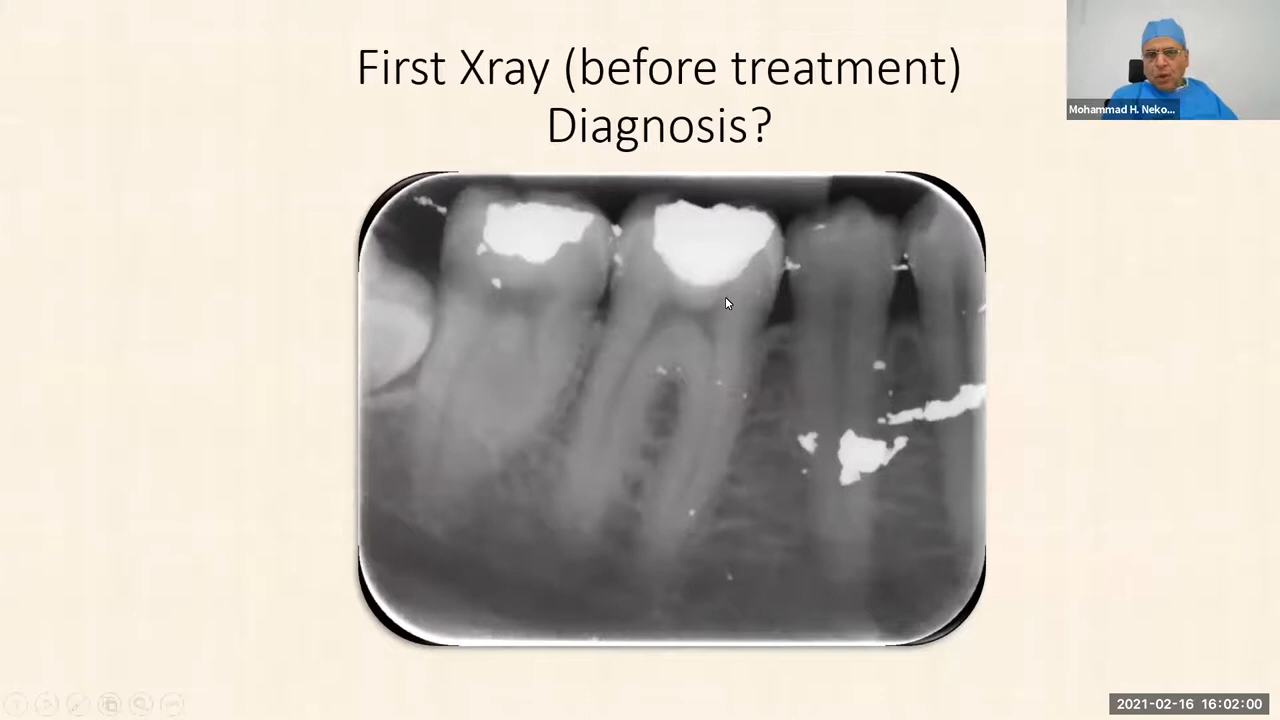 First Xray (before treatment)
Diagnosis?
Mohammad H. Neko...
2021-02-16 16:02:00